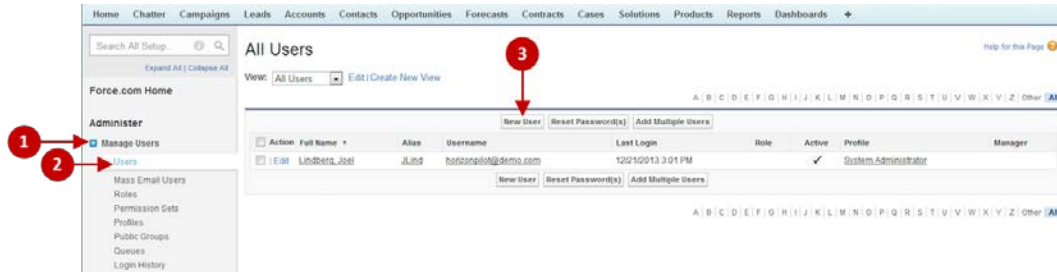 Home Chatter Campaigns Leads Accounts Contacts Opportunities Forecasts Contracts Cases Solutions Products Reports Dashboards +
Search All Setup...
Expand All | Collapse All
Force.com Home
Administer
1
Manage Users
2
Users
Mass Email Users
Roles
Permission Sets
Profiles
Public Groups
Queues
Login History
All Users
3
Help for this Page
View: All Users Edit | Create New View
A | B | C | D | E | F | G | H | I | J | K | L | M | N | O | P | Q | R | S | T | U | V | W | X | Y | Z | Other | All
New User Reset Password(s) Add Multiple Users
Action Full Name Alias Username Last Login Role Active Profile Manager
| Edit Lindberg, Joel JLind horizonpilot@demo.com 12/21/2013 3:01 PM ✓ System Administrator
New User Reset Password(s) Add Multiple Users
A | B | C | D | E | F | G | H | I | J | K | L | M | N | O | P | Q | R | S | T | U | V | W | X | Y | Z | Other | All